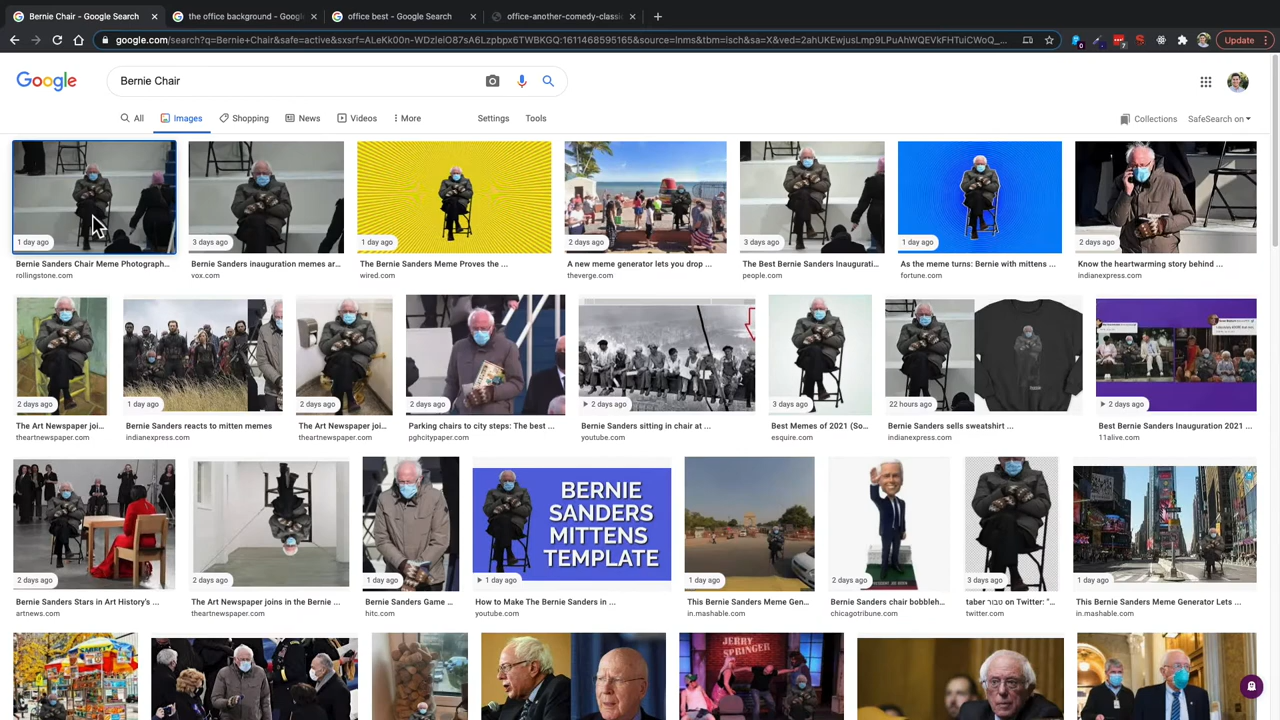 Bernie Chair - Google Search
the office background - Googl
office best - Google Search
office-another-comedy-classic
google.com/search?q=Bernie+Chair&safe=active&sxsrf=ALeKk00n-WDzleiO87sA6Lzpbpx6TWBKGQ:1611468595165&source=lnms&tbm=isch&sa=X&ved=2ahUKEwjusLmp9LPuAhWQEVkFHTuiCWoQ_...
Update
Google
Bernie Chair
All
Images
Shopping
News
Videos
More
Settings
Tools
Collections
SafeSearch on
1 day ago
3 days ago
1 day ago
2 days ago
3 days ago
1 day ago
2 days ago
Bernie Sanders Chair Meme Photograph...
Bernie Sanders inauguration memes ar...
The Bernie Sanders Meme Proves the ...
A new meme generator lets you drop ...
The Best Bernie Sanders Inaugurati...
As the meme turns: Bernie with mittens ...
Know the heartwarming story behind ...
rollingstone.com
vox.com
wired.com
theverge.com
people.com
fortune.com
indianexpress.com
2 days ago
1 day ago
2 days ago
2 days ago
2 days ago
3 days ago
22 hours ago
2 days ago
The Art Newspaper joi...
Bernie Sanders reacts to mitten memes
The Art Newspaper joi...
Parking chairs to city steps: The best ...
Bernie Sanders sitting in chair at ...
Best Memes of 2021 (So...
Bernie Sanders sells sweatshirt ...
Best Bernie Sanders Inauguration 2021 ...
theartnewspaper.com
indianexpress.com
theartnewspaper.com
pghcitypaper.com
youtube.com
esquire.com
indianexpress.com
11alive.com
BERNIE
SANDERS
MITTENS
TEMPLATE
2 days ago
2 days ago
1 day ago
1 day ago
1 day ago
2 days ago
3 days ago
1 day ago
Bernie Sanders Stars in Art History's ...
The Art Newspaper joins in the Bernie ...
Bernie Sanders Game ...
How to Make The Bernie Sanders in ...
This Bernie Sanders Meme Gen...
Bernie Sanders chair bobbleh...
taber טבור on Twitter: "...
This Bernie Sanders Meme Generator Lets ...
artnews.com
theartnewspaper.com
hitc.com
youtube.com
in.mashable.com
chicagotribune.com
twitter.com
in.mashable.com
JERRY
SPRINGER